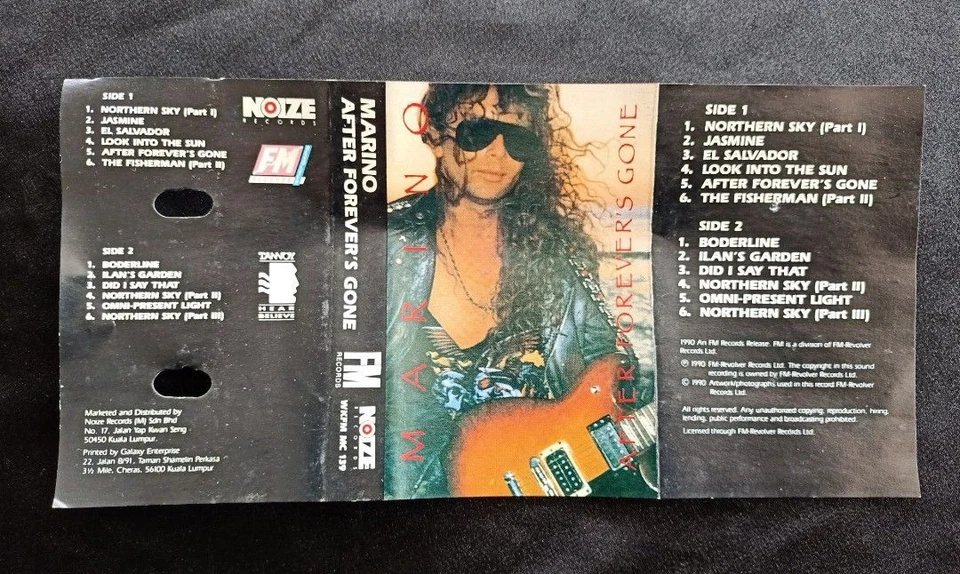 SIDE 1
1. NORTHERN SKY (Part I)
2. JASMINE
3. EL SALVADOR
4. LOOK INTO THE SUN
5. AFTER FOREVER'S GONE
6. THE FISHERMAN (Part II)
NOIZE
RECORDS
FM
SIDE 2
1. BODERLINE
2. ILAN'S GARDEN
3. DID I SAY THAT
4. NORTHERN SKY (Part II)
5. OMNI-PRESENT LIGHT
6. NORTHERN SKY (Part III)
TANNOY
HEAR
BELIEVE
Marketed and Distributed by
Noize Records (M) Sdn Bhd
No. 17, Jalan Yap Kwan Seng
50450 Kuala Lumpur.
Printed by Galaxy Enterprise
22, Jalan 8/91, Taman Shamelin Perkasa
3½ Mile, Cheras, 56100 Kuala Lumpur
MARINO
AFTER FOREVER'S GONE
FM
RECORDS
NOIZE
RECORDS
WKFM MC 139
MARINO
AFTER FOREVER'S GONE
SIDE 1
1. NORTHERN SKY (Part I)
2. JASMINE
3. EL SALVADOR
4. LOOK INTO THE SUN
5. AFTER FOREVER'S GONE
6. THE FISHERMAN (Part II)
SIDE 2
1. BODERLINE
2. ILAN'S GARDEN
3. DID I SAY THAT
4. NORTHERN SKY (Part II)
5. OMNI-PRESENT LIGHT
6. NORTHERN SKY (Part III)
1990 An FM Records Release. FM is a division of FM-Revolver
Records Ltd.
℗ 1990 FM-Revolver Records Ltd. The copyright in this sound
recording is owned by FM-Revolver Records Ltd.
© 1990 Artwork/photographs used in this record FM-Revolver
Records Ltd.
All rights reserved. Any unauthorized copying, reproduction, hiring,
lending, public performance and broadcasting prohibited.
Licensed through FM-Revolver Records Ltd.